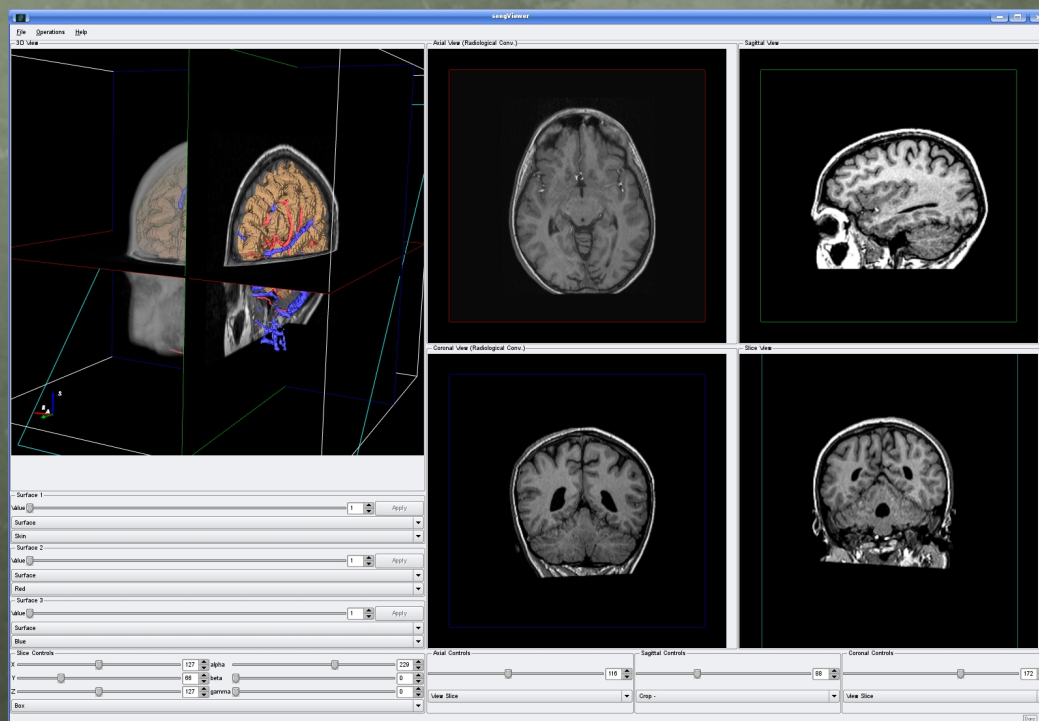 seegViewer
File Operations Help
3D View
Axial View (Radiological Conv.)
Sagittal View
S
R
A
Coronal View (Radiological Conv.)
Slice View
Surface 1
Value 1 Apply
Surface
Skin
Surface 2
Value 1 Apply
Surface
Red
Surface 3
Value 1 Apply
Surface
Blue
Slice Controls
X 127 alpha 229
Y 66 beta 0
Z 127 gamma 0
Box
Axial Controls
116
View Slice
Sagittal Controls
88
Crop -
Coronal Controls
172
View Slice
Done